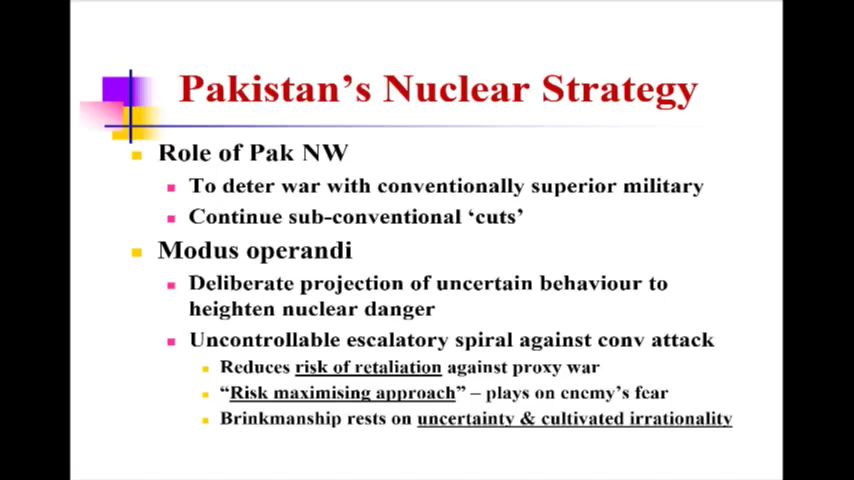 Pakistan's Nuclear Strategy
Role of Pak NW
To deter war with conventionally superior military
Continue sub-conventional ‘cuts’
Modus operandi
Deliberate projection of uncertain behaviour to
heighten nuclear danger
Uncontrollable escalatory spiral against conv attack
Reduces risk of retaliation against proxy war
“Risk maximising approach” – plays on enemy's fear
Brinkmanship rests on uncertainty & cultivated irrationality